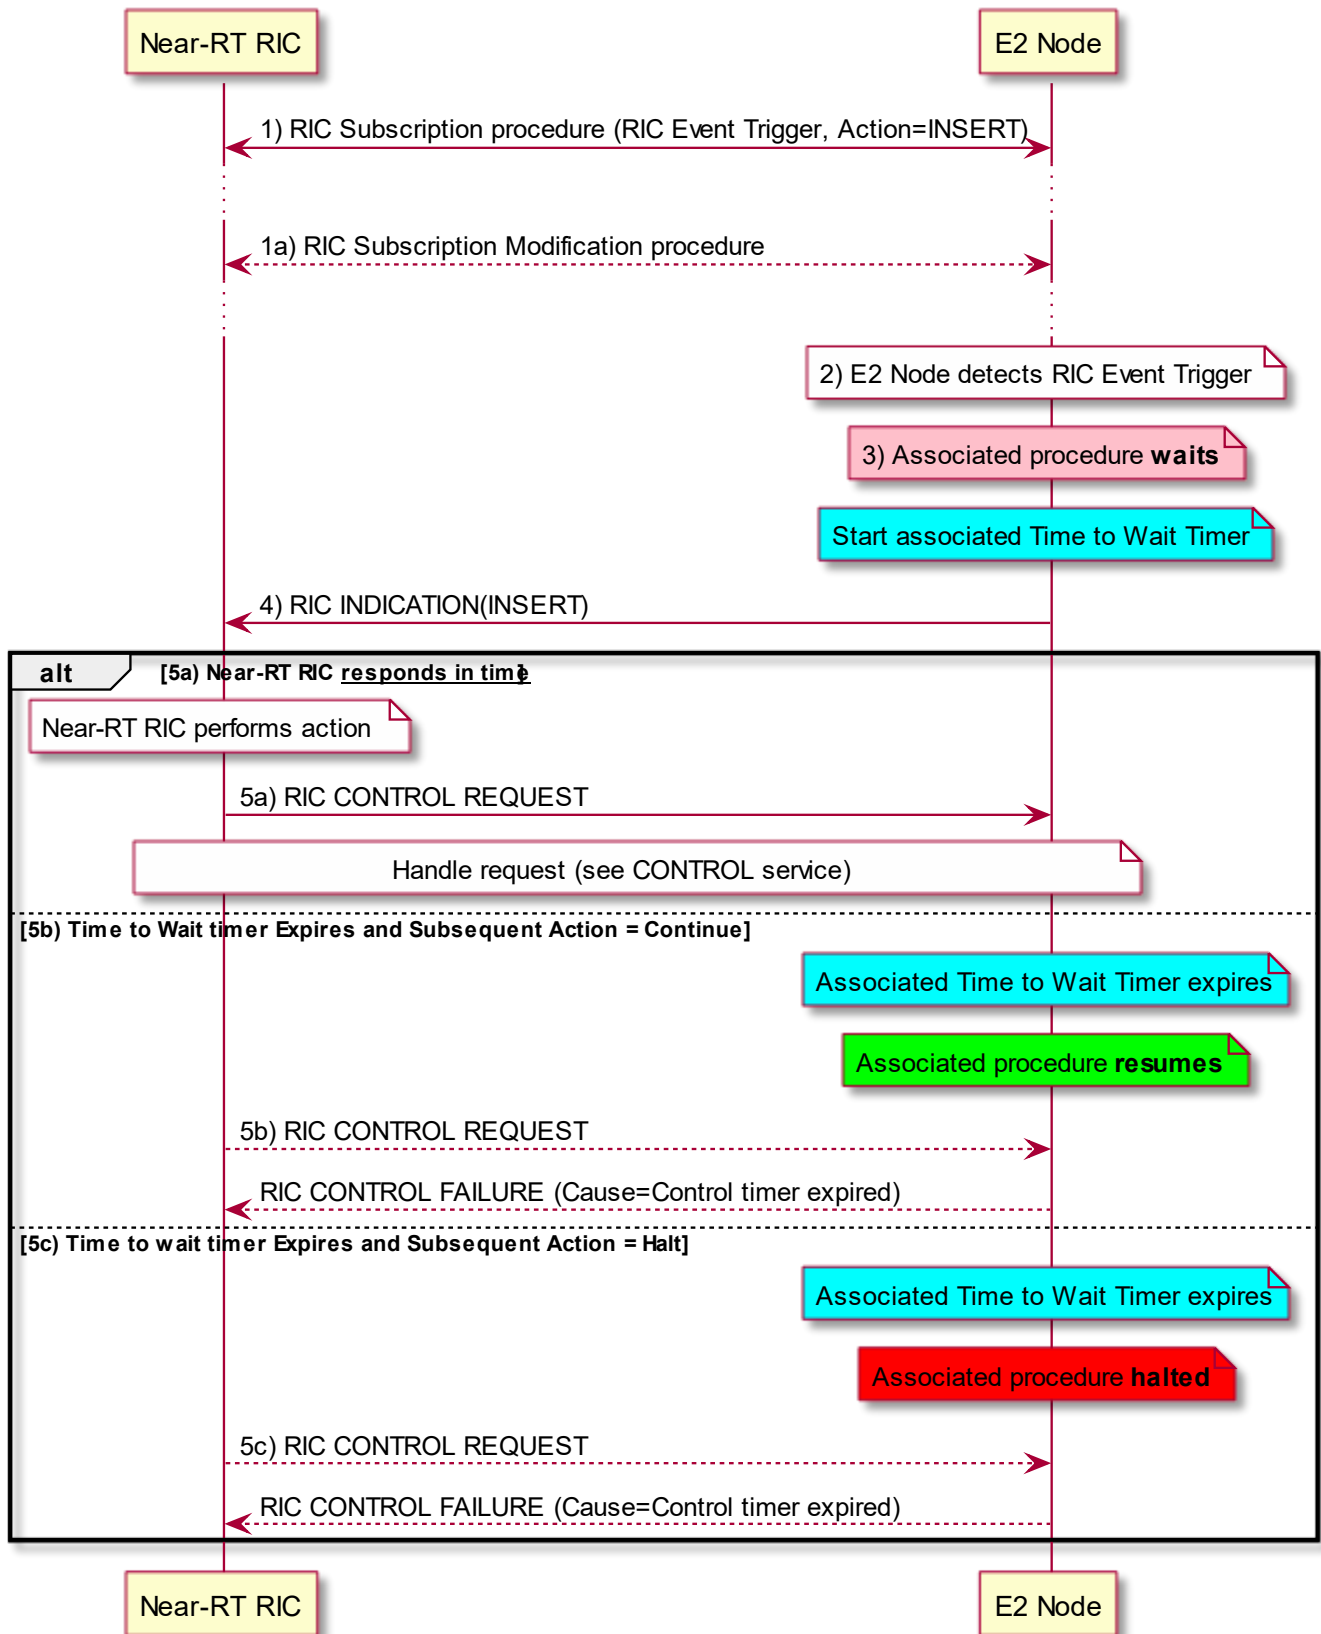 Near-RT RIC
E2 Node
1) RIC Subscription procedure (RIC Event Trigger, Action=INSERT)
1a) RIC Subscription Modification procedure
2) E2 Node detects RIC Event Trigger
3) Associated procedure waits
Start associated Time to Wait Timer
4) RIC INDICATION(INSERT)
alt
[5a) Near-RT RIC responds in time]
Near-RT RIC performs action
5a) RIC CONTROL REQUEST
Handle request (see CONTROL service)
[5b) Time to Wait timer Expires and Subsequent Action = Continue]
Associated Time to Wait Timer expires
Associated procedure resumes
5b) RIC CONTROL REQUEST
RIC CONTROL FAILURE (Cause=Control timer expired)
[5c) Time to wait timer Expires and Subsequent Action = Halt]
Associated Time to Wait Timer expires
Associated procedure halted
5c) RIC CONTROL REQUEST
RIC CONTROL FAILURE (Cause=Control timer expired)
Near-RT RIC
E2 Node